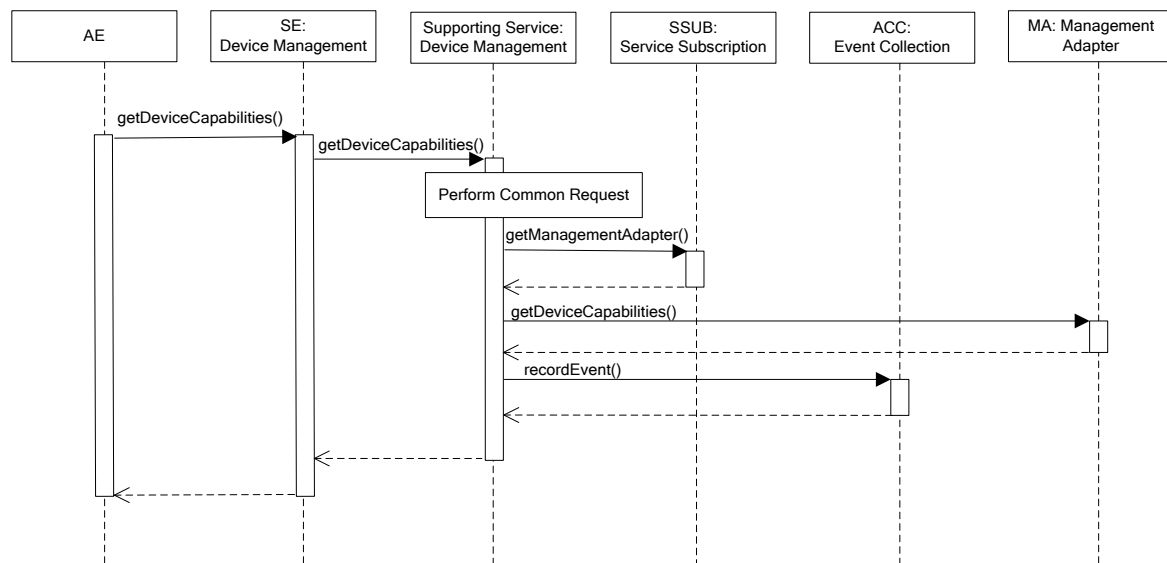 AE
SE:
Device Management
Supporting Service:
Device Management
SSUB:
Service Subscription
ACC:
Event Collection
MA: Management
Adapter
getDeviceCapabilities()
getDeviceCapabilities()
Perform Common Request
getManagementAdapter()
getDeviceCapabilities()
recordEvent()